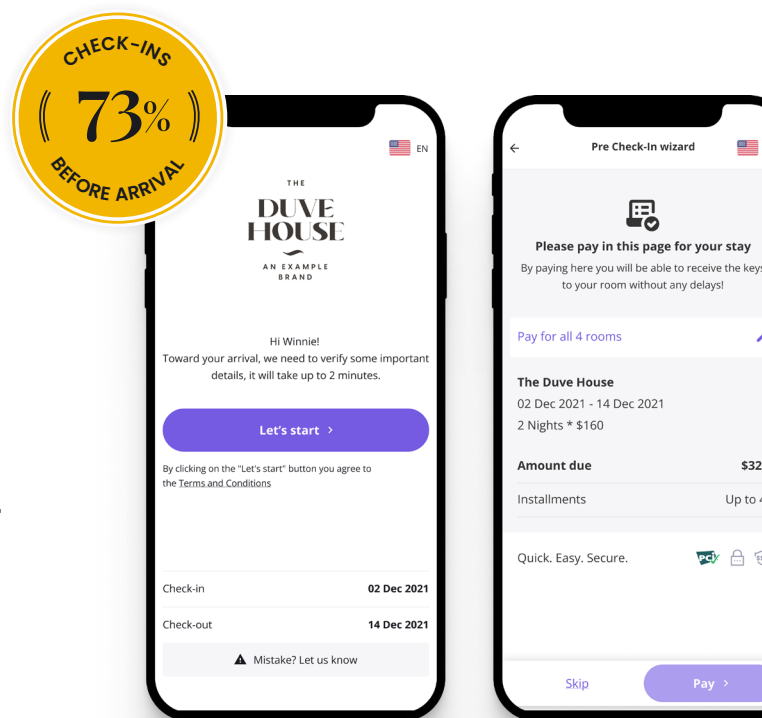 CHECK-INS
73%
BEFORE ARRIVAL
EN
THE
DUVE
HOUSE
AN EXAMPLE
BRAND
Hi Winnie!
Toward your arrival, we need to verify some important
details, it will take up to 2 minutes.
Let's start >
By clicking on the "Let's start" button you agree to
the Terms and Conditions
Check-in 02 Dec 2021
Check-out 14 Dec 2021
Mistake? Let us know
Pre Check-In wizard
Please pay in this page for your stay
By paying here you will be able to receive the keys
to your room without any delays!
Pay for all 4 rooms
The Duve House
02 Dec 2021 - 14 Dec 2021
2 Nights * $160
Amount due $32
Installments Up to 4
Quick. Easy. Secure. PCI
Skip Pay >